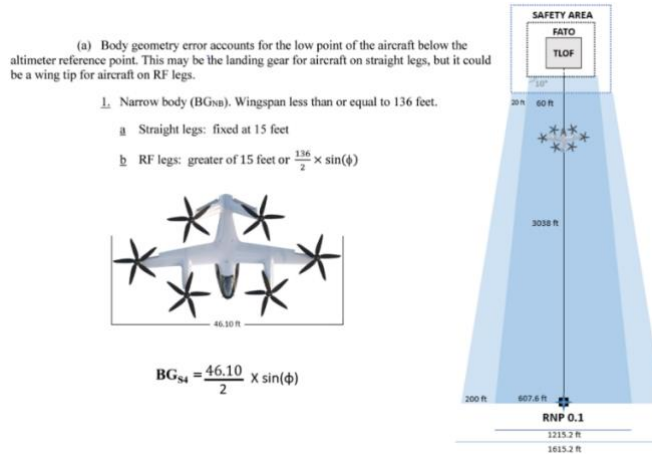 (a) Body geometry error accounts for the low point of the aircraft below the
altimeter reference point. This may be the landing gear for aircraft on straight legs, but it could
be a wing tip for aircraft on RF legs.
1. Narrow body (BGNB). Wingspan less than or equal to 136 feet.
a Straight legs: fixed at 15 feet
b RF legs: greater of 15 feet or 136/2 × sin(ϕ)
46.10 ft
BGS4 = 46.10/2 X sin(ϕ)
SAFETY AREA
FATO
TLOF
20 ft 60 ft
3038 ft
200 ft 607.6 ft
RNP 0.1
1215.2 ft
1615.2 ft